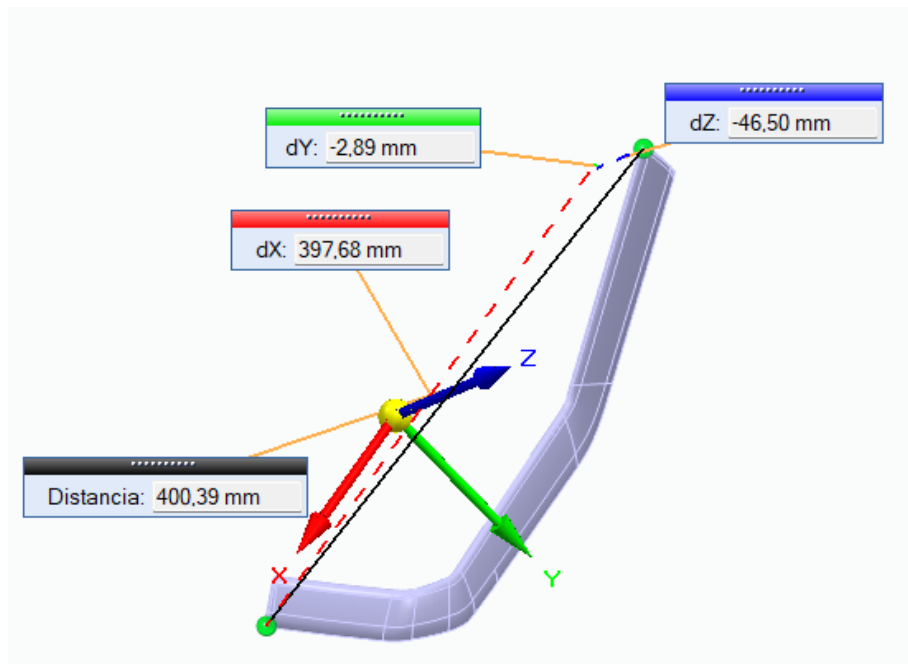 dZ: -46,50 mm
dY: -2,89 mm
dX: 397,68 mm
Z
Distancia: 400,39 mm
X
Y